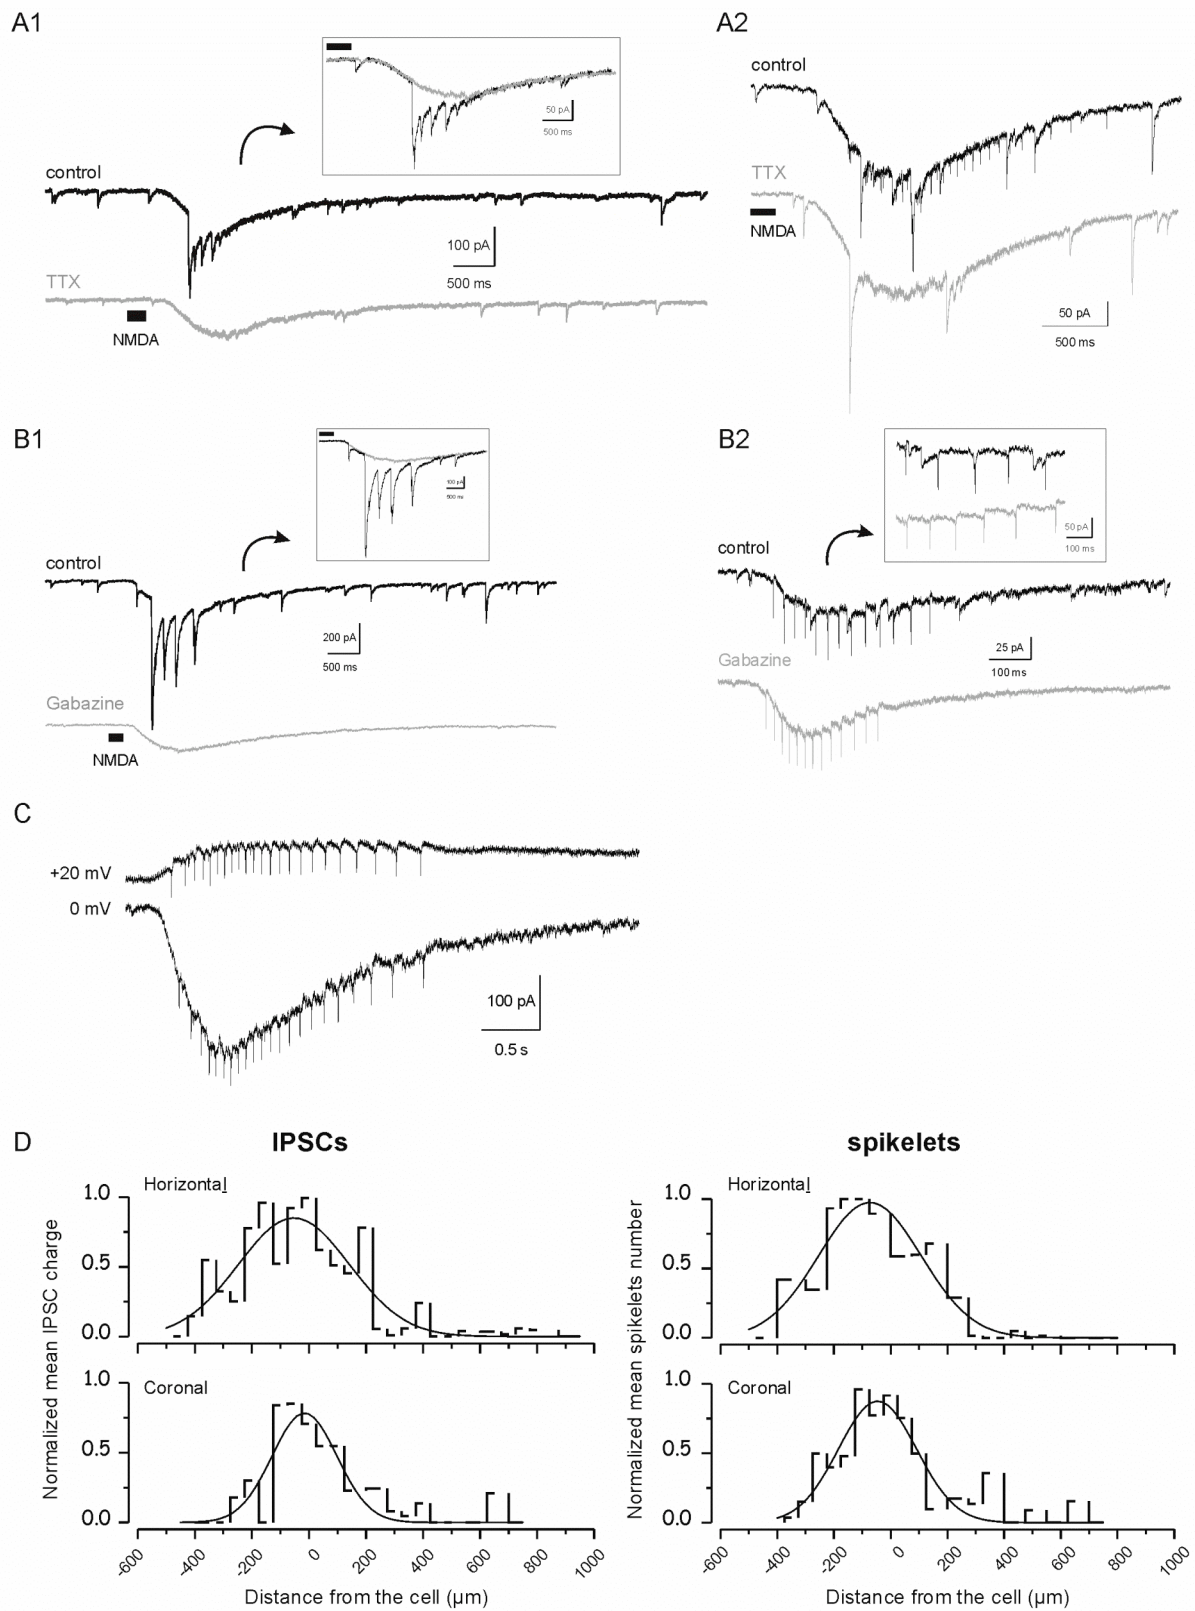 A1
50 pA
500 ms
control
100 pA
500 ms
TTX
NMDA
A2
control
TTX
NMDA
50 pA
500 ms
B1
100 pA
500 ms
control
200 pA
500 ms
Gabazine
NMDA
B2
50 pA
100 ms
control
25 pA
100 ms
Gabazine
C
+20 mV
0 mV
100 pA
0.5 s
D
IPSCs
spikelets
Normalized mean IPSC charge
Horizontal
1.0
0.5
0.0
Coronal
1.0
0.5
0.0
-600 -400 -200 0 200 400 600 800 1000
Distance from the cell (µm)
Normalized mean spikelets number
Horizontal
1.0
0.5
0.0
Coronal
1.0
0.5
0.0
-600 -400 -200 0 200 400 600 800 1000
Distance from the cell (µm)